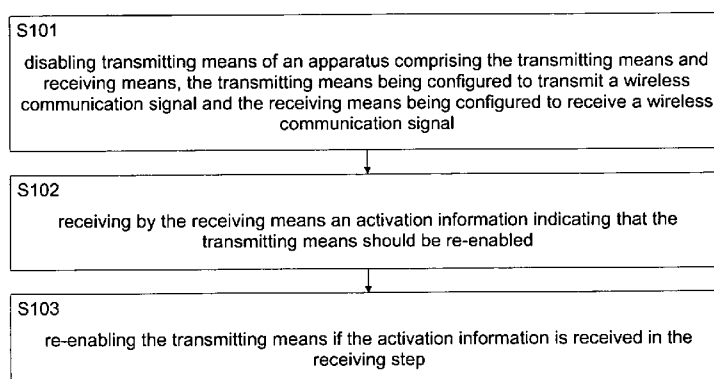 S101
disabling transmitting means of an apparatus comprising the transmitting means and
receiving means, the transmitting means being configured to transmit a wireless
communication signal and the receiving means being configured to receive a wireless
communication signal
S102
receiving by the receiving means an activation information indicating that the
transmitting means should be re-enabled
S103
re-enabling the transmitting means if the activation information is received in the
receiving step